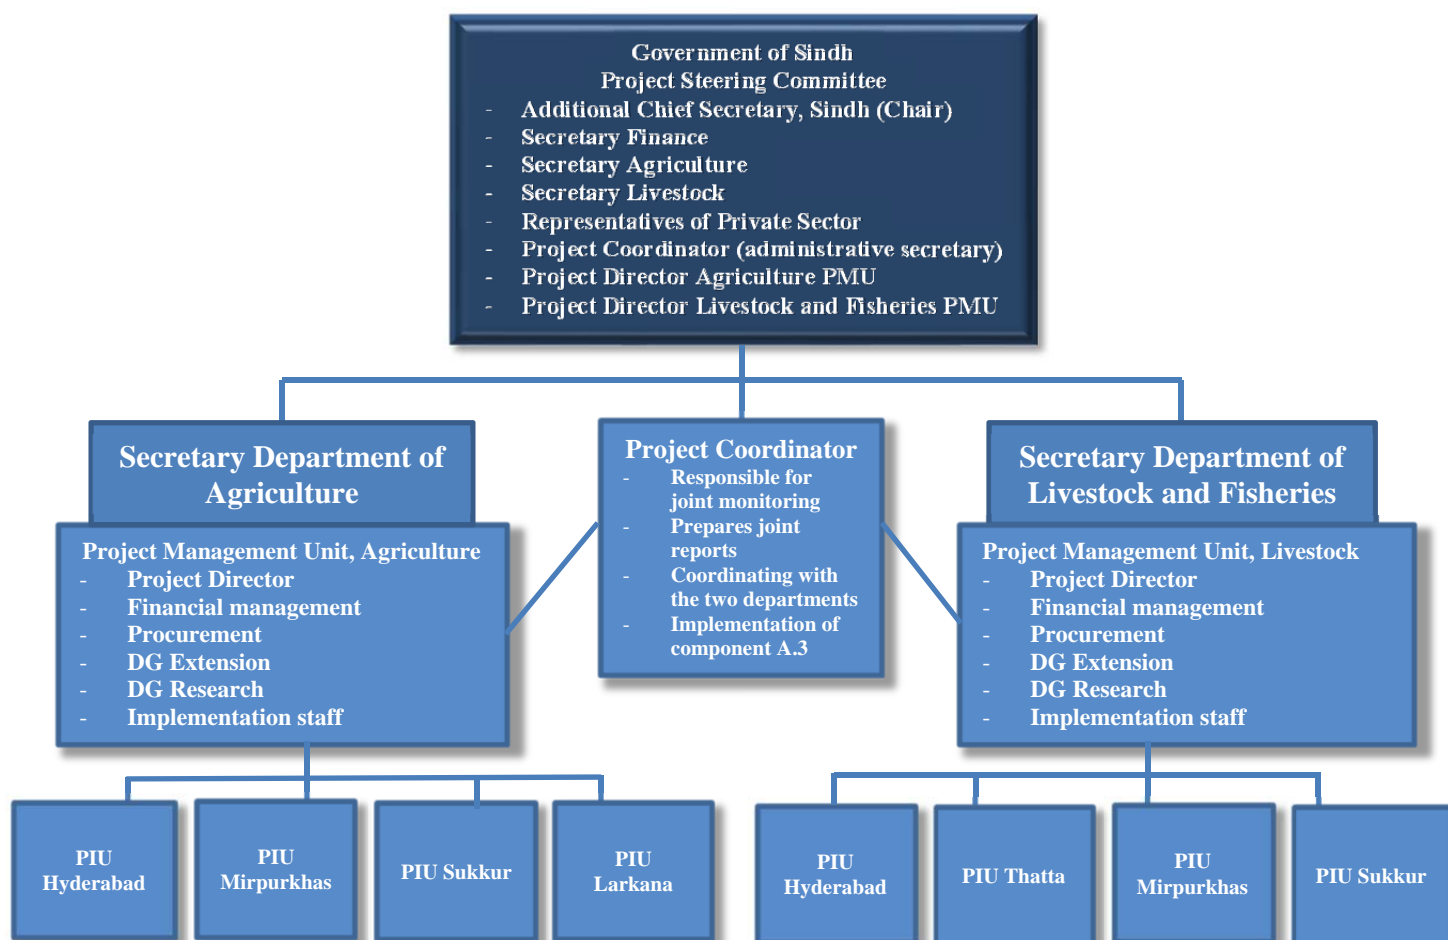 Government of Sindh
Project Steering Committee
- Additional Chief Secretary, Sindh (Chair)
- Secretary Finance
- Secretary Agriculture
- Secretary Livestock
- Representatives of Private Sector
- Project Coordinator (administrative secretary)
- Project Director Agriculture PMU
- Project Director Livestock and Fisheries PMU
Secretary Department of
Agriculture
Project Management Unit, Agriculture
- Project Director
- Financial management
- Procurement
- DG Extension
- DG Research
- Implementation staff
Project Coordinator
- Responsible for
joint monitoring
- Prepares joint
reports
- Coordinating with
the two departments
- Implementation of
component A.3
Secretary Department of
Livestock and Fisheries
Project Management Unit, Livestock
- Project Director
- Financial management
- Procurement
- DG Extension
- DG Research
- Implementation staff
PIU
Hyderabad
PIU
Mirpurkhas
PIU Sukkur
PIU
Larkana
PIU
Hyderabad
PIU Thatta
PIU
Mirpurkhas
PIU Sukkur